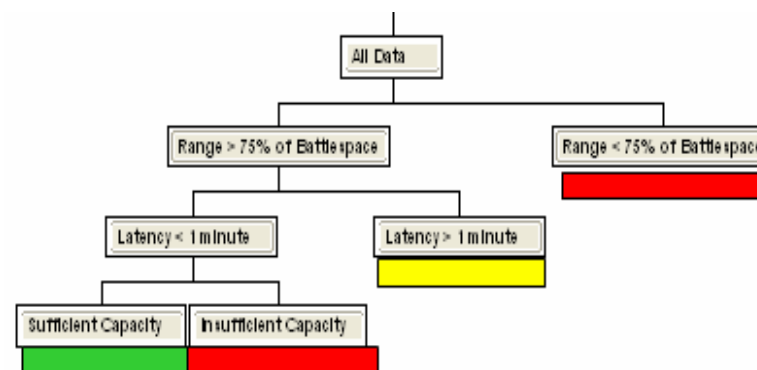 All Data
Range > 75% of Battlespace
Range < 75% of Battlespace
Latency < 1 minute
Latency > 1 minute
Sufficient Capacity
Insufficient Capacity